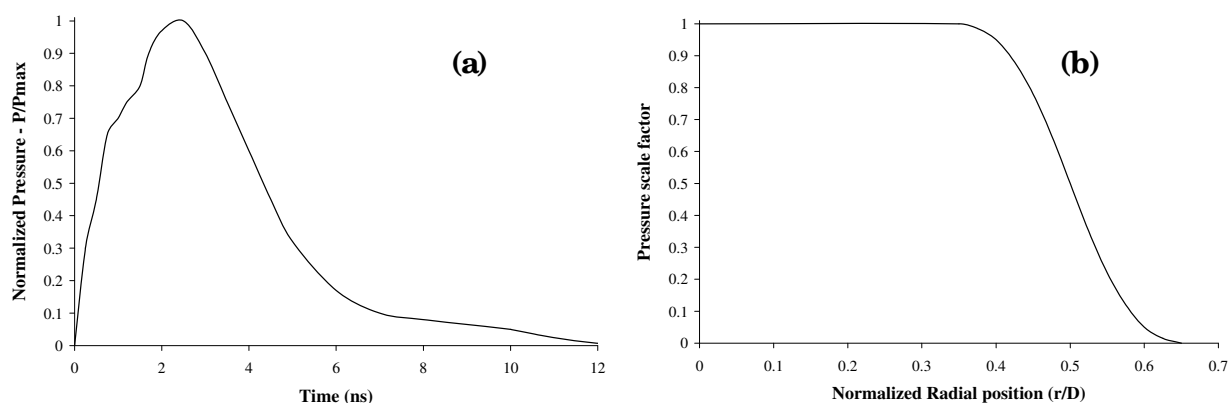 (a)
Normalized Pressure - P/Pmax
1
0.9
0.8
0.7
0.6
0.5
0.4
0.3
0.2
0.1
0
0 2 4 6 8 10 12
Time (ns)
(b)
Pressure scale factor
1
0.9
0.8
0.7
0.6
0.5
0.4
0.3
0.2
0.1
0
0 0.1 0.2 0.3 0.4 0.5 0.6 0.7
Normalized Radial position (r/D)